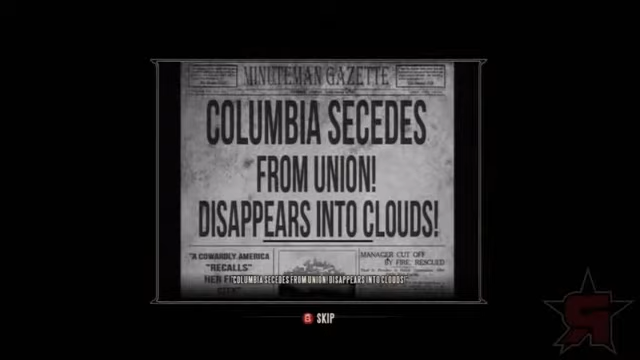 MINUTEMAN GAZETTE
COLUMBIA SECEDES
FROM UNION!
DISAPPEARS INTO CLOUDS!
"A COWARDLY AMERICA
"RECALLS"
HER
MANAGER CUT OFF
BY FIRE; RESCUED
COLUMBIA SECEDES FROM UNION! DISAPPEARS INTO CLOUDS!
SKIP